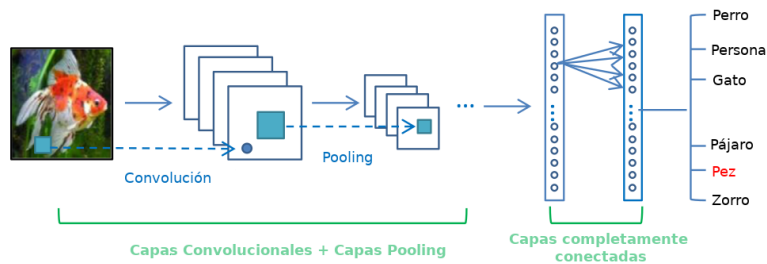 Perro
Persona
Gato
...
Pooling
Convolución
Pájaro
Pez
Zorro
Capas Convolucionales + Capas Pooling
Capas completamente
conectadas